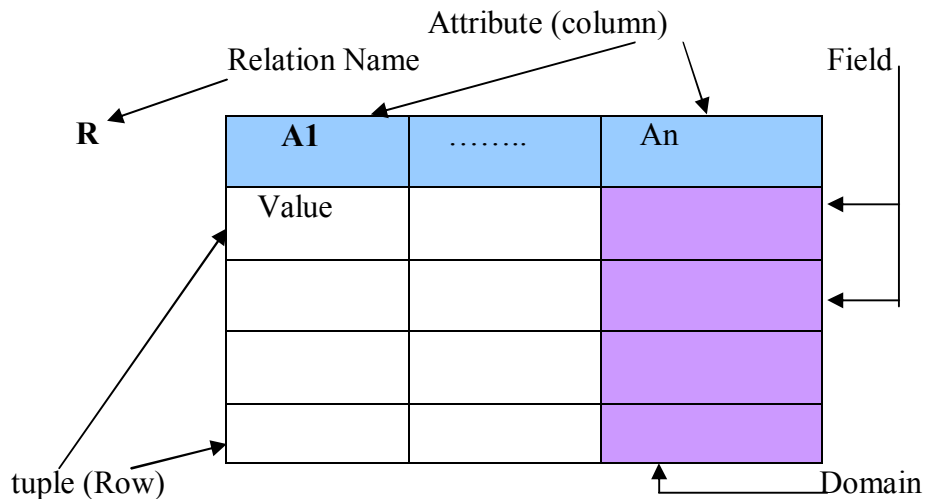 Attribute (column)
Relation Name
Field
R
A1
……..
An
Value
tuple (Row)
Domain